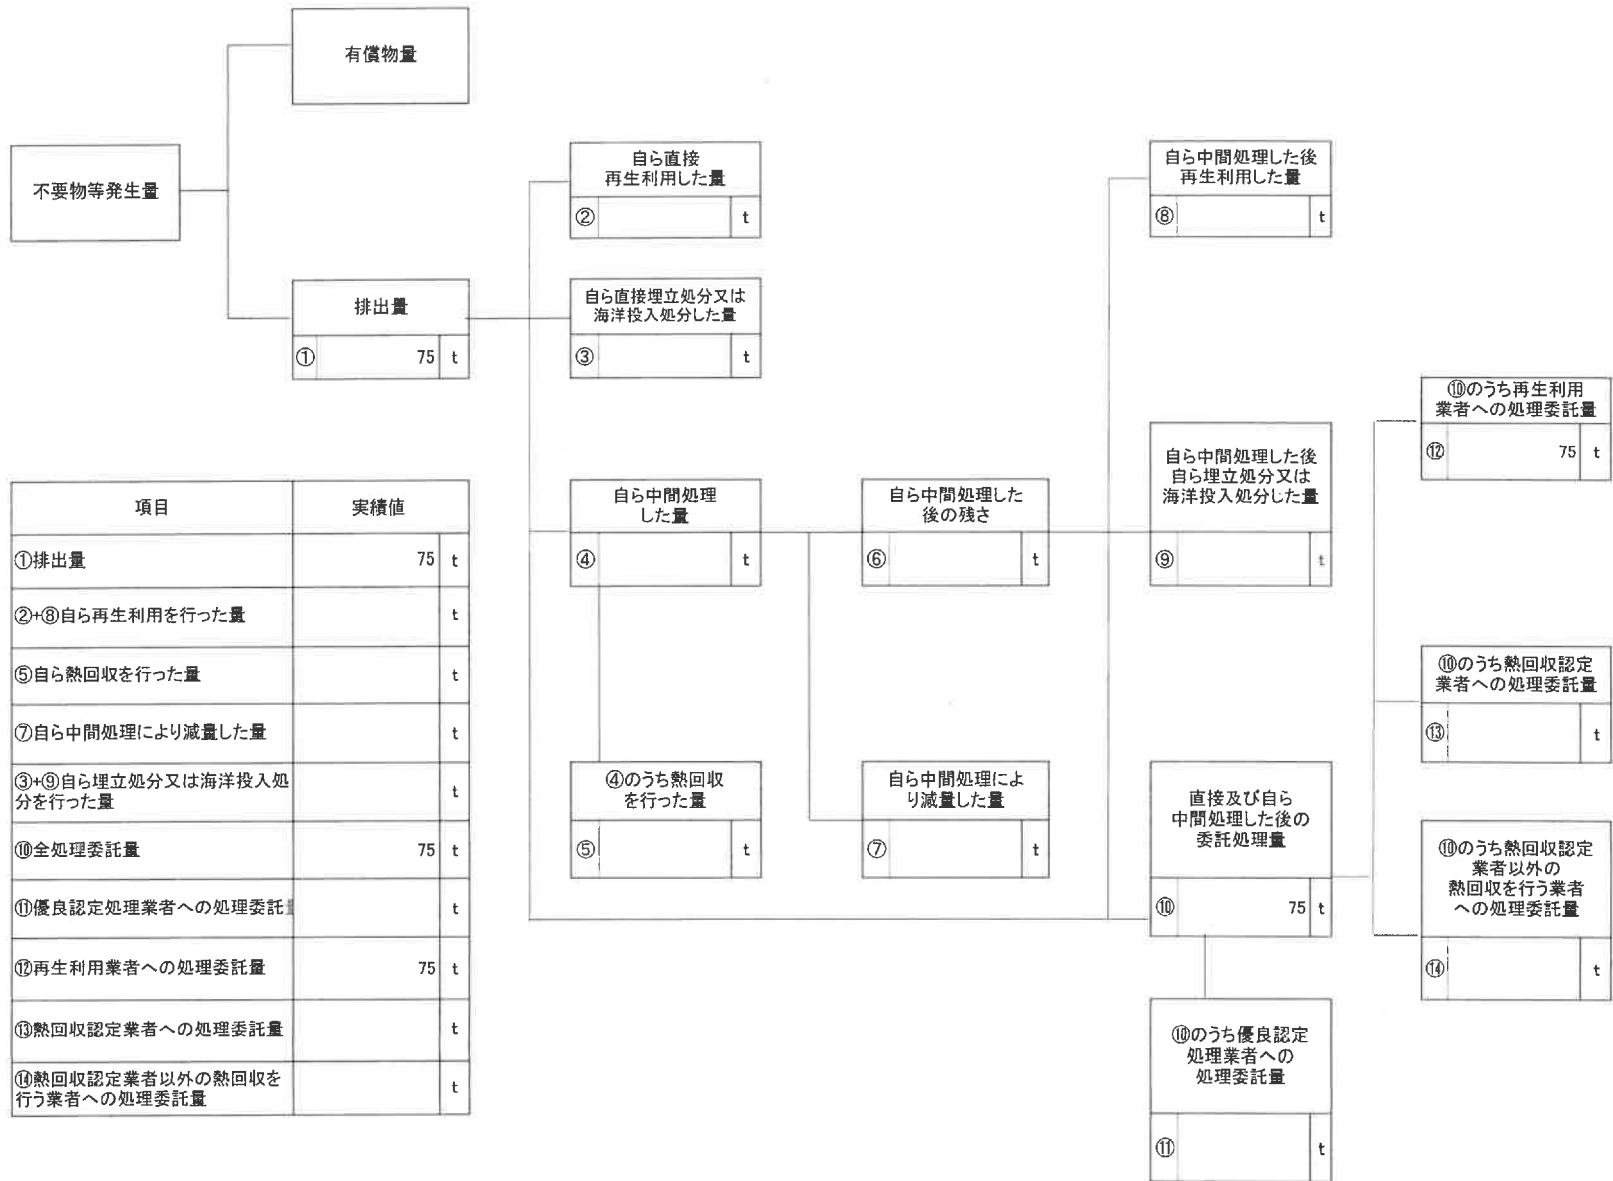 有償物量
不要物等発生量
排出量
① 75 t
自ら直接
再生利用した量
② t
自ら直接埋立処分又は
海洋投入処分した量
③ t
自ら中間処理
した量
④ t
④のうち熱回収
を行った量
⑤ t
自ら中間処理した
後の残さ
⑥ t
自ら中間処理によ
り減量した量
⑦ t
自ら中間処理した後
再生利用した量
⑧ t
自ら中間処理した後
自ら埋立処分又は
海洋投入処分した量
⑨ t
直接及び自ら
中間処理した後の
委託処理量
⑩ 75 t
⑩のうち優良認定
処理業者への
処理委託量
⑪ t
⑩のうち再生利用
業者への処理委託量
⑫ 75 t
⑩のうち熱回収認定
業者への処理委託量
⑬ t
⑩のうち熱回収認定
業者以外の
熱回収を行う業者
への処理委託量
⑭ t
項目 実績値
①排出量 75 t
②+⑧自ら再生利用を行った量 t
⑤自ら熱回収を行った量 t
⑦自ら中間処理により減量した量 t
③+⑨自ら埋立処分又は海洋投入処
分を行った量 t
⑩全処理委託量 75 t
⑪優良認定処理業者への処理委託 t
⑫再生利用業者への処理委託量 75 t
⑬熱回収認定業者への処理委託量 t
⑭熱回収認定業者以外の熱回収を
行う業者への処理委託量 t